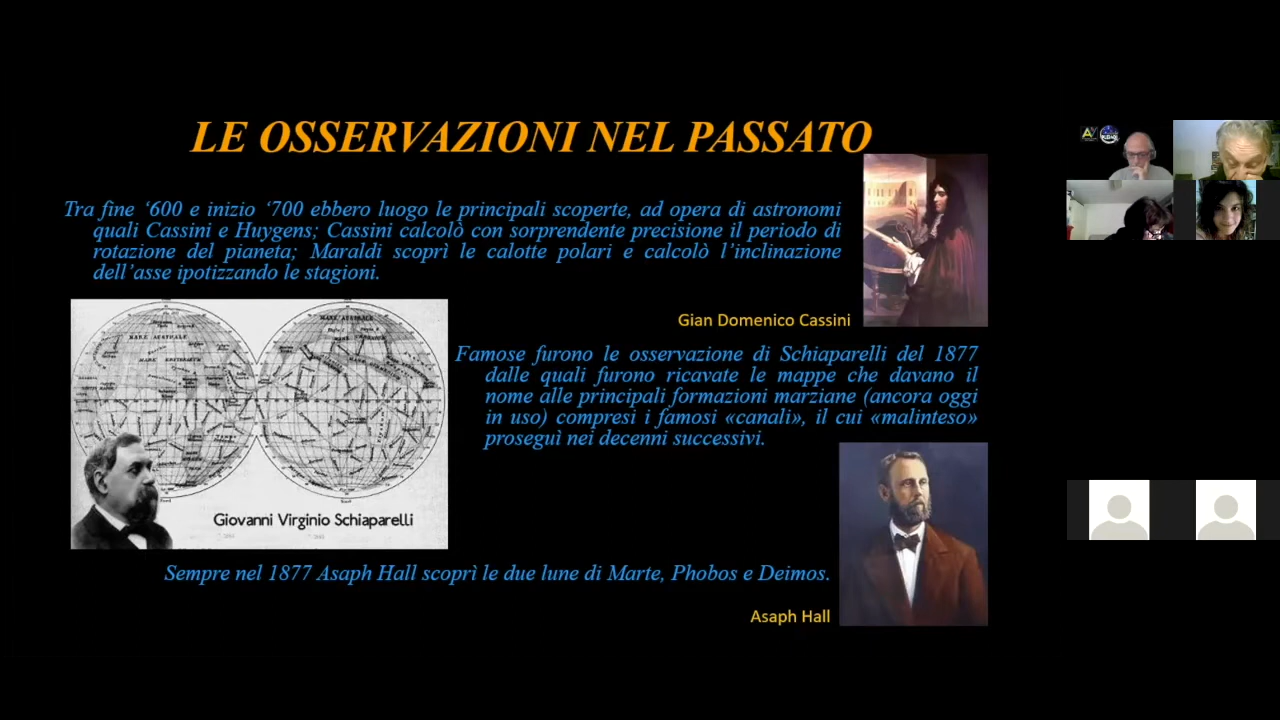 LE OSSERVAZIONI NEL PASSATO
Tra fine ‘600 e inizio ‘700 ebbero luogo le principali scoperte, ad opera di astronomi
quali Cassini e Huygens; Cassini calcolò con sorprendente precisione il periodo di
rotazione del pianeta; Maraldi scoprì le calotte polari e calcolò l’inclinazione
dell’asse ipotizzando le stagioni.
Gian Domenico Cassini
Famose furono le osservazione di Schiaparelli del 1877
dalle quali furono ricavate le mappe che davano il
nome alle principali formazioni marziane (ancora oggi
in uso) compresi i famosi «canali», il cui «malinteso»
proseguì nei decenni successivi.
MARE AUSTRALE
MARE AUSTRALE
Giovanni Virginio Schiaparelli
Sempre nel 1877 Asaph Hall scoprì le due lune di Marte, Phobos e Deimos.
Asaph Hall